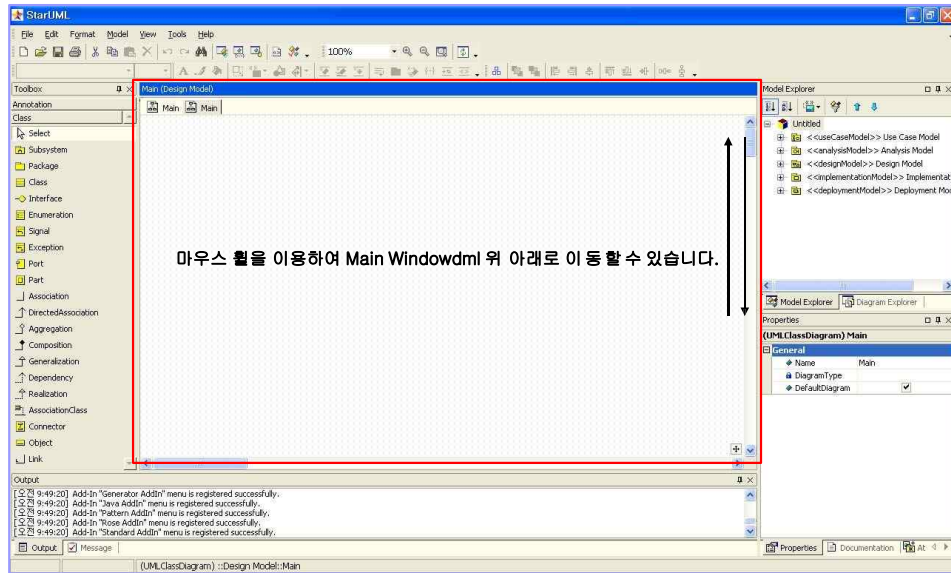 StarUML
File Edit Format Model View Tools Help
100%
Toolbox
Annotation
Class
Select
Subsystem
Package
Class
Interface
Enumeration
Signal
Exception
Port
Part
Association
DirectedAssociation
Aggregation
Composition
Generalization
Dependency
Realization
AssociationClass
Connector
Object
Link
Main (Design Model)
Main Main
마우스 휠을 이용하여 Main Windowdml 위 아래로 이동할 수 있습니다.
Model Explorer
Untitled
<<useCaseModel>> Use Case Model
<<analysisModel>> Analysis Model
<<designModel>> Design Model
<<implementationModel>> Implementat
<<deploymentModel>> Deployment Mo
Model Explorer Diagram Explorer
Properties
(UMLClassDiagram) Main
General
Name Main
DiagramType
DefaultDiagram
Properties Documentation At
Output
[오전 9:49:20] Add-In "Generator AddIn" menu is registered successfully.
[오전 9:49:20] Add-In "Java AddIn" menu is registered successfully.
[오전 9:49:20] Add-In "Pattern AddIn" menu is registered successfully.
[오전 9:49:20] Add-In "Rose AddIn" menu is registered successfully.
[오전 9:49:20] Add-In "Standard AddIn" menu is registered successfully.
Output Message
(UMLClassDiagram) ::Design Model::Main